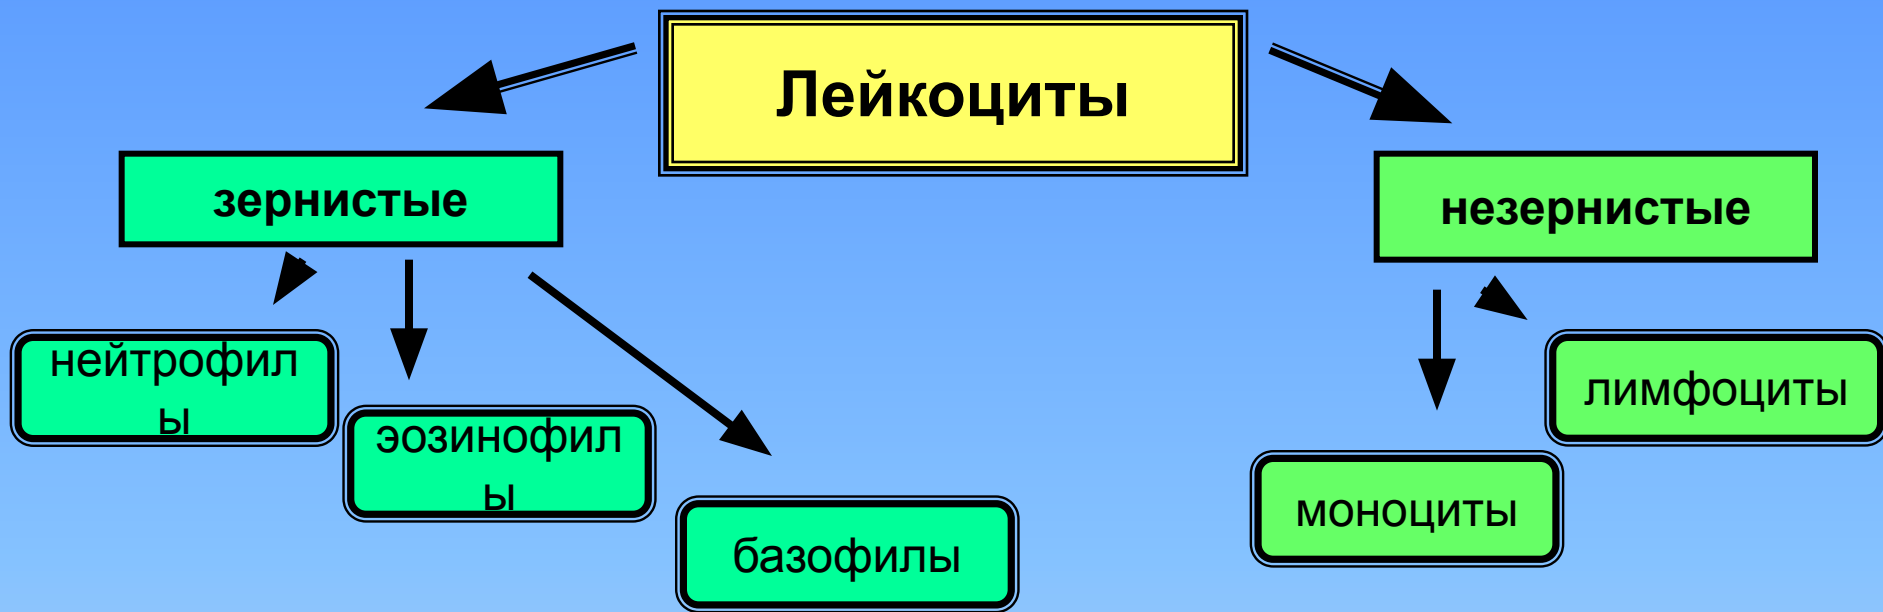 Лейкоциты
зернистые
незернистые
нейтрофил
ы
эозинофил
ы
базофилы
лимфоциты
моноциты